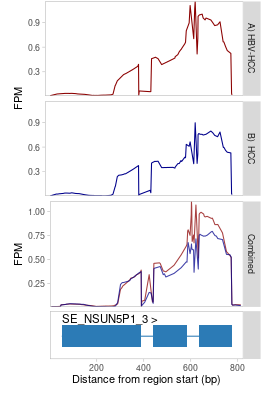 0.9
0.6
0.3
A) HBV-HCC
FPM
0.9
0.6
0.3
B) HCC
1.00
0.75
0.50
0.25
FPM
Combined
SE_NSUN5P1_3 >
200 400 600 800
Distance from region start (bp)